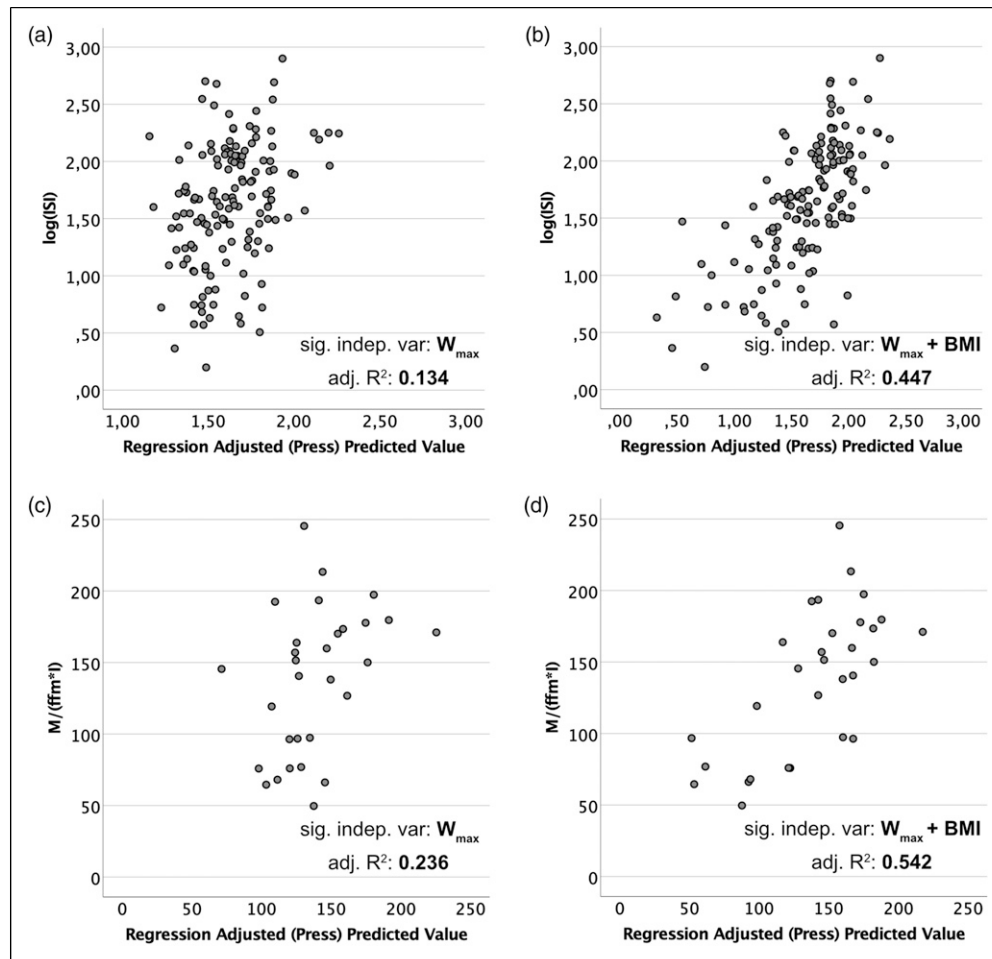 (a)
3,00
2,50
2,00
1,50
1,00
,50
,00
log(ISI)
sig. indep. var: Wmax
adj. R²: 0.134
1,00 1,50 2,00 2,50 3,00
Regression Adjusted (Press) Predicted Value
(b)
3,00
2,50
2,00
1,50
1,00
,50
,00
log(ISI)
sig. indep. var: Wmax + BMI
adj. R²: 0.447
,00 ,50 1,00 1,50 2,00 2,50 3,00
Regression Adjusted (Press) Predicted Value
(c)
250
200
150
100
50
0
M/(ffm*I)
sig. indep. var: Wmax
adj. R²: 0.236
0 50 100 150 200 250
Regression Adjusted (Press) Predicted Value
(d)
250
200
150
100
50
0
M/(ffm*I)
sig. indep. var: Wmax + BMI
adj. R²: 0.542
0 50 100 150 200 250
Regression Adjusted (Press) Predicted Value